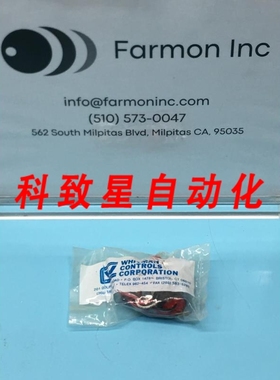 Farmon Inc
info@farmoninc.com
(510) 573-0047
562 South Milpitas Blvd, Milpitas CA, 95035
科致星自动化
WHITMAN
CONTROLS
CORPORATION